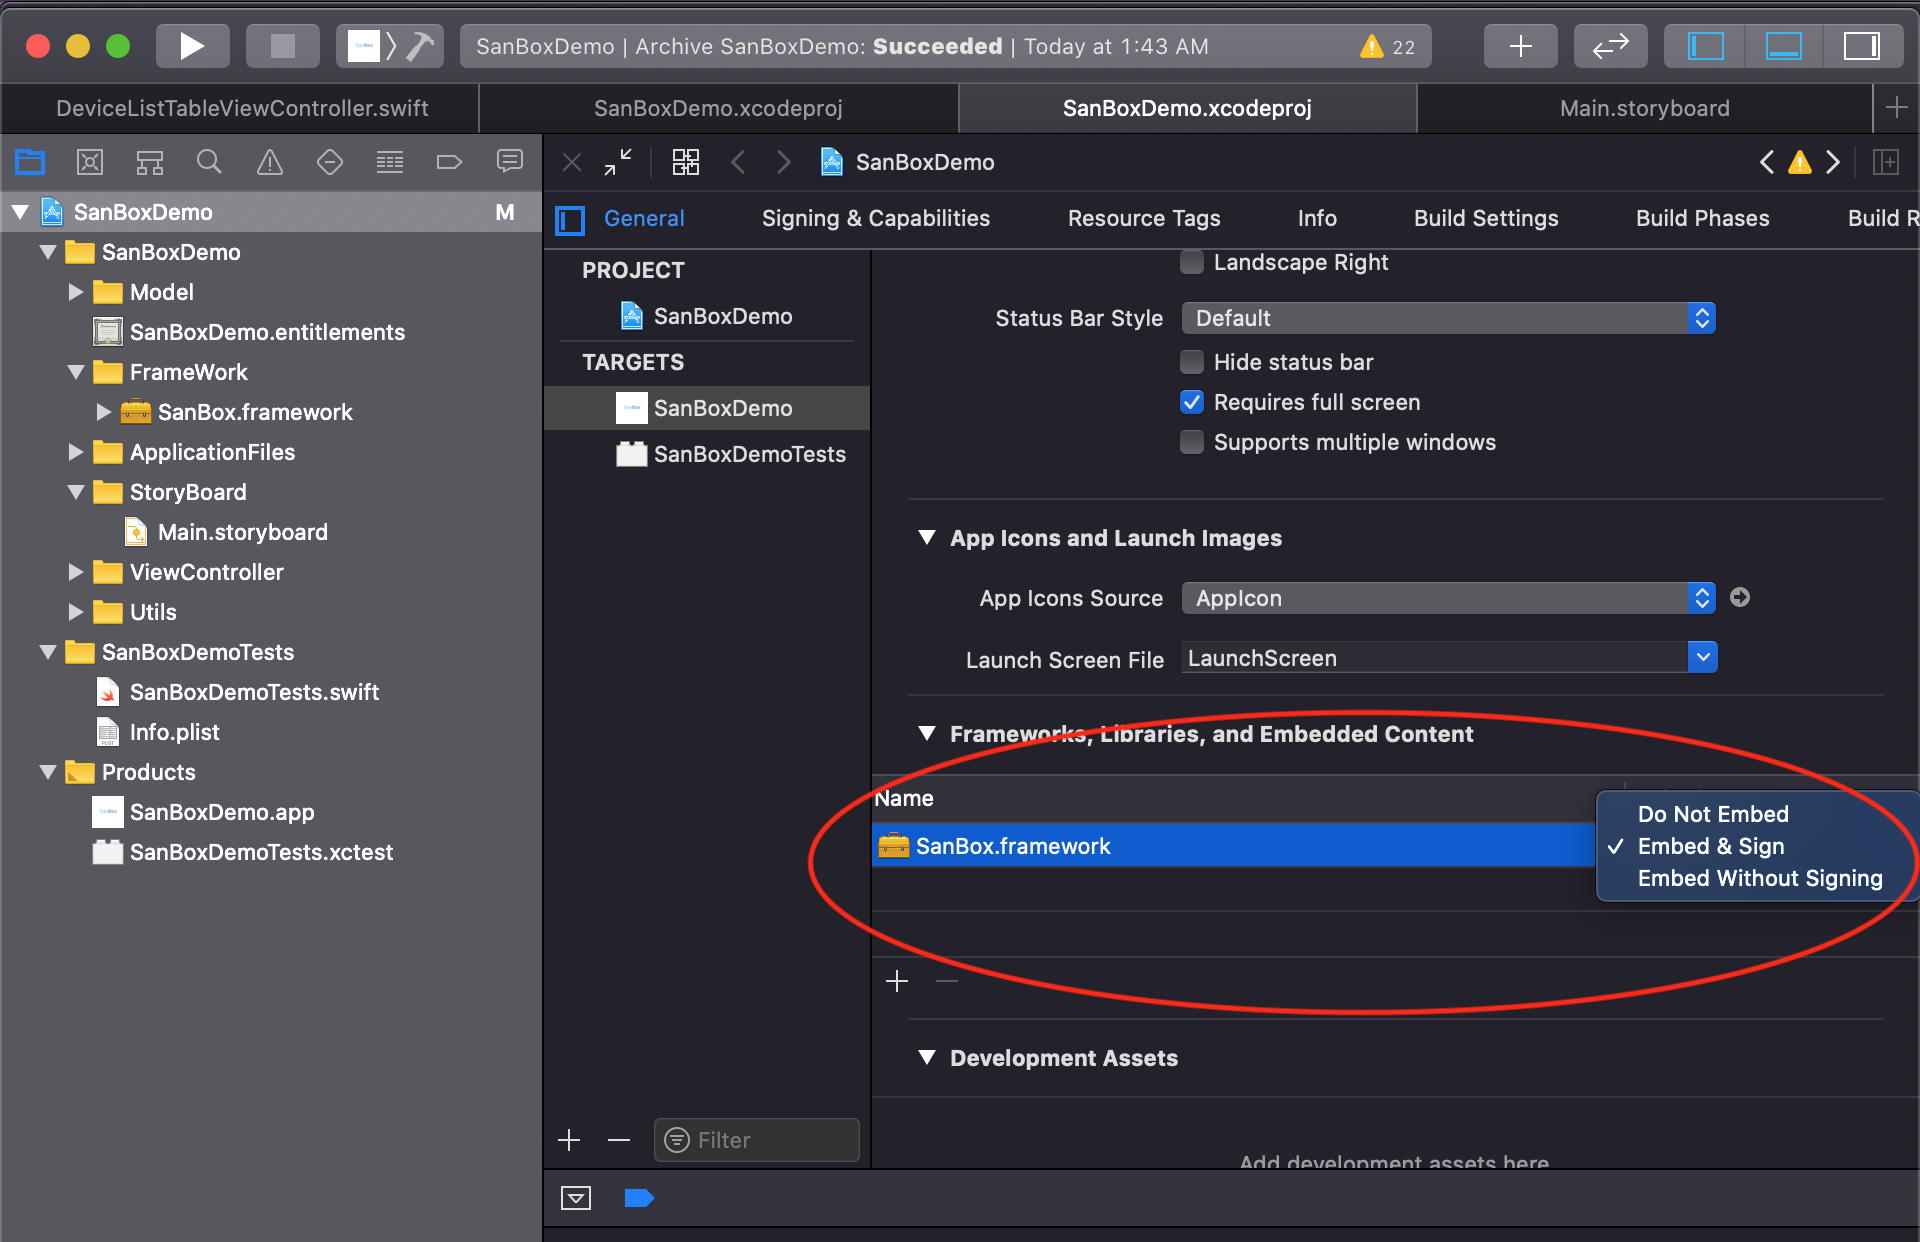 SanBoxDemo | Archive SanBoxDemo: Succeeded | Today at 1:43 AM 22
DeviceListTableViewController.swift
SanBoxDemo.xcodeproj
SanBoxDemo.xcodeproj
Main.storyboard
SanBoxDemo M
SanBoxDemo
Model
SanBoxDemo.entitlements
FrameWork
SanBox.framework
ApplicationFiles
StoryBoard
Main.storyboard
ViewController
Utils
SanBoxDemoTests
SanBoxDemoTests.swift
Info.plist
Products
SanBoxDemo.app
SanBoxDemoTests.xctest
SanBoxDemo
General
Signing & Capabilities
Resource Tags
Info
Build Settings
Build Phases
Build R
PROJECT
SanBoxDemo
TARGETS
SanBoxDemo
SanBoxDemoTests
Filter
Landscape Right
Status Bar Style Default
Hide status bar
Requires full screen
Supports multiple windows
App Icons and Launch Images
App Icons Source AppIcon
Launch Screen File LaunchScreen
Frameworks, Libraries, and Embedded Content
Name
SanBox.framework
Do Not Embed
Embed & Sign
Embed Without Signing
Development Assets
Add development assets here